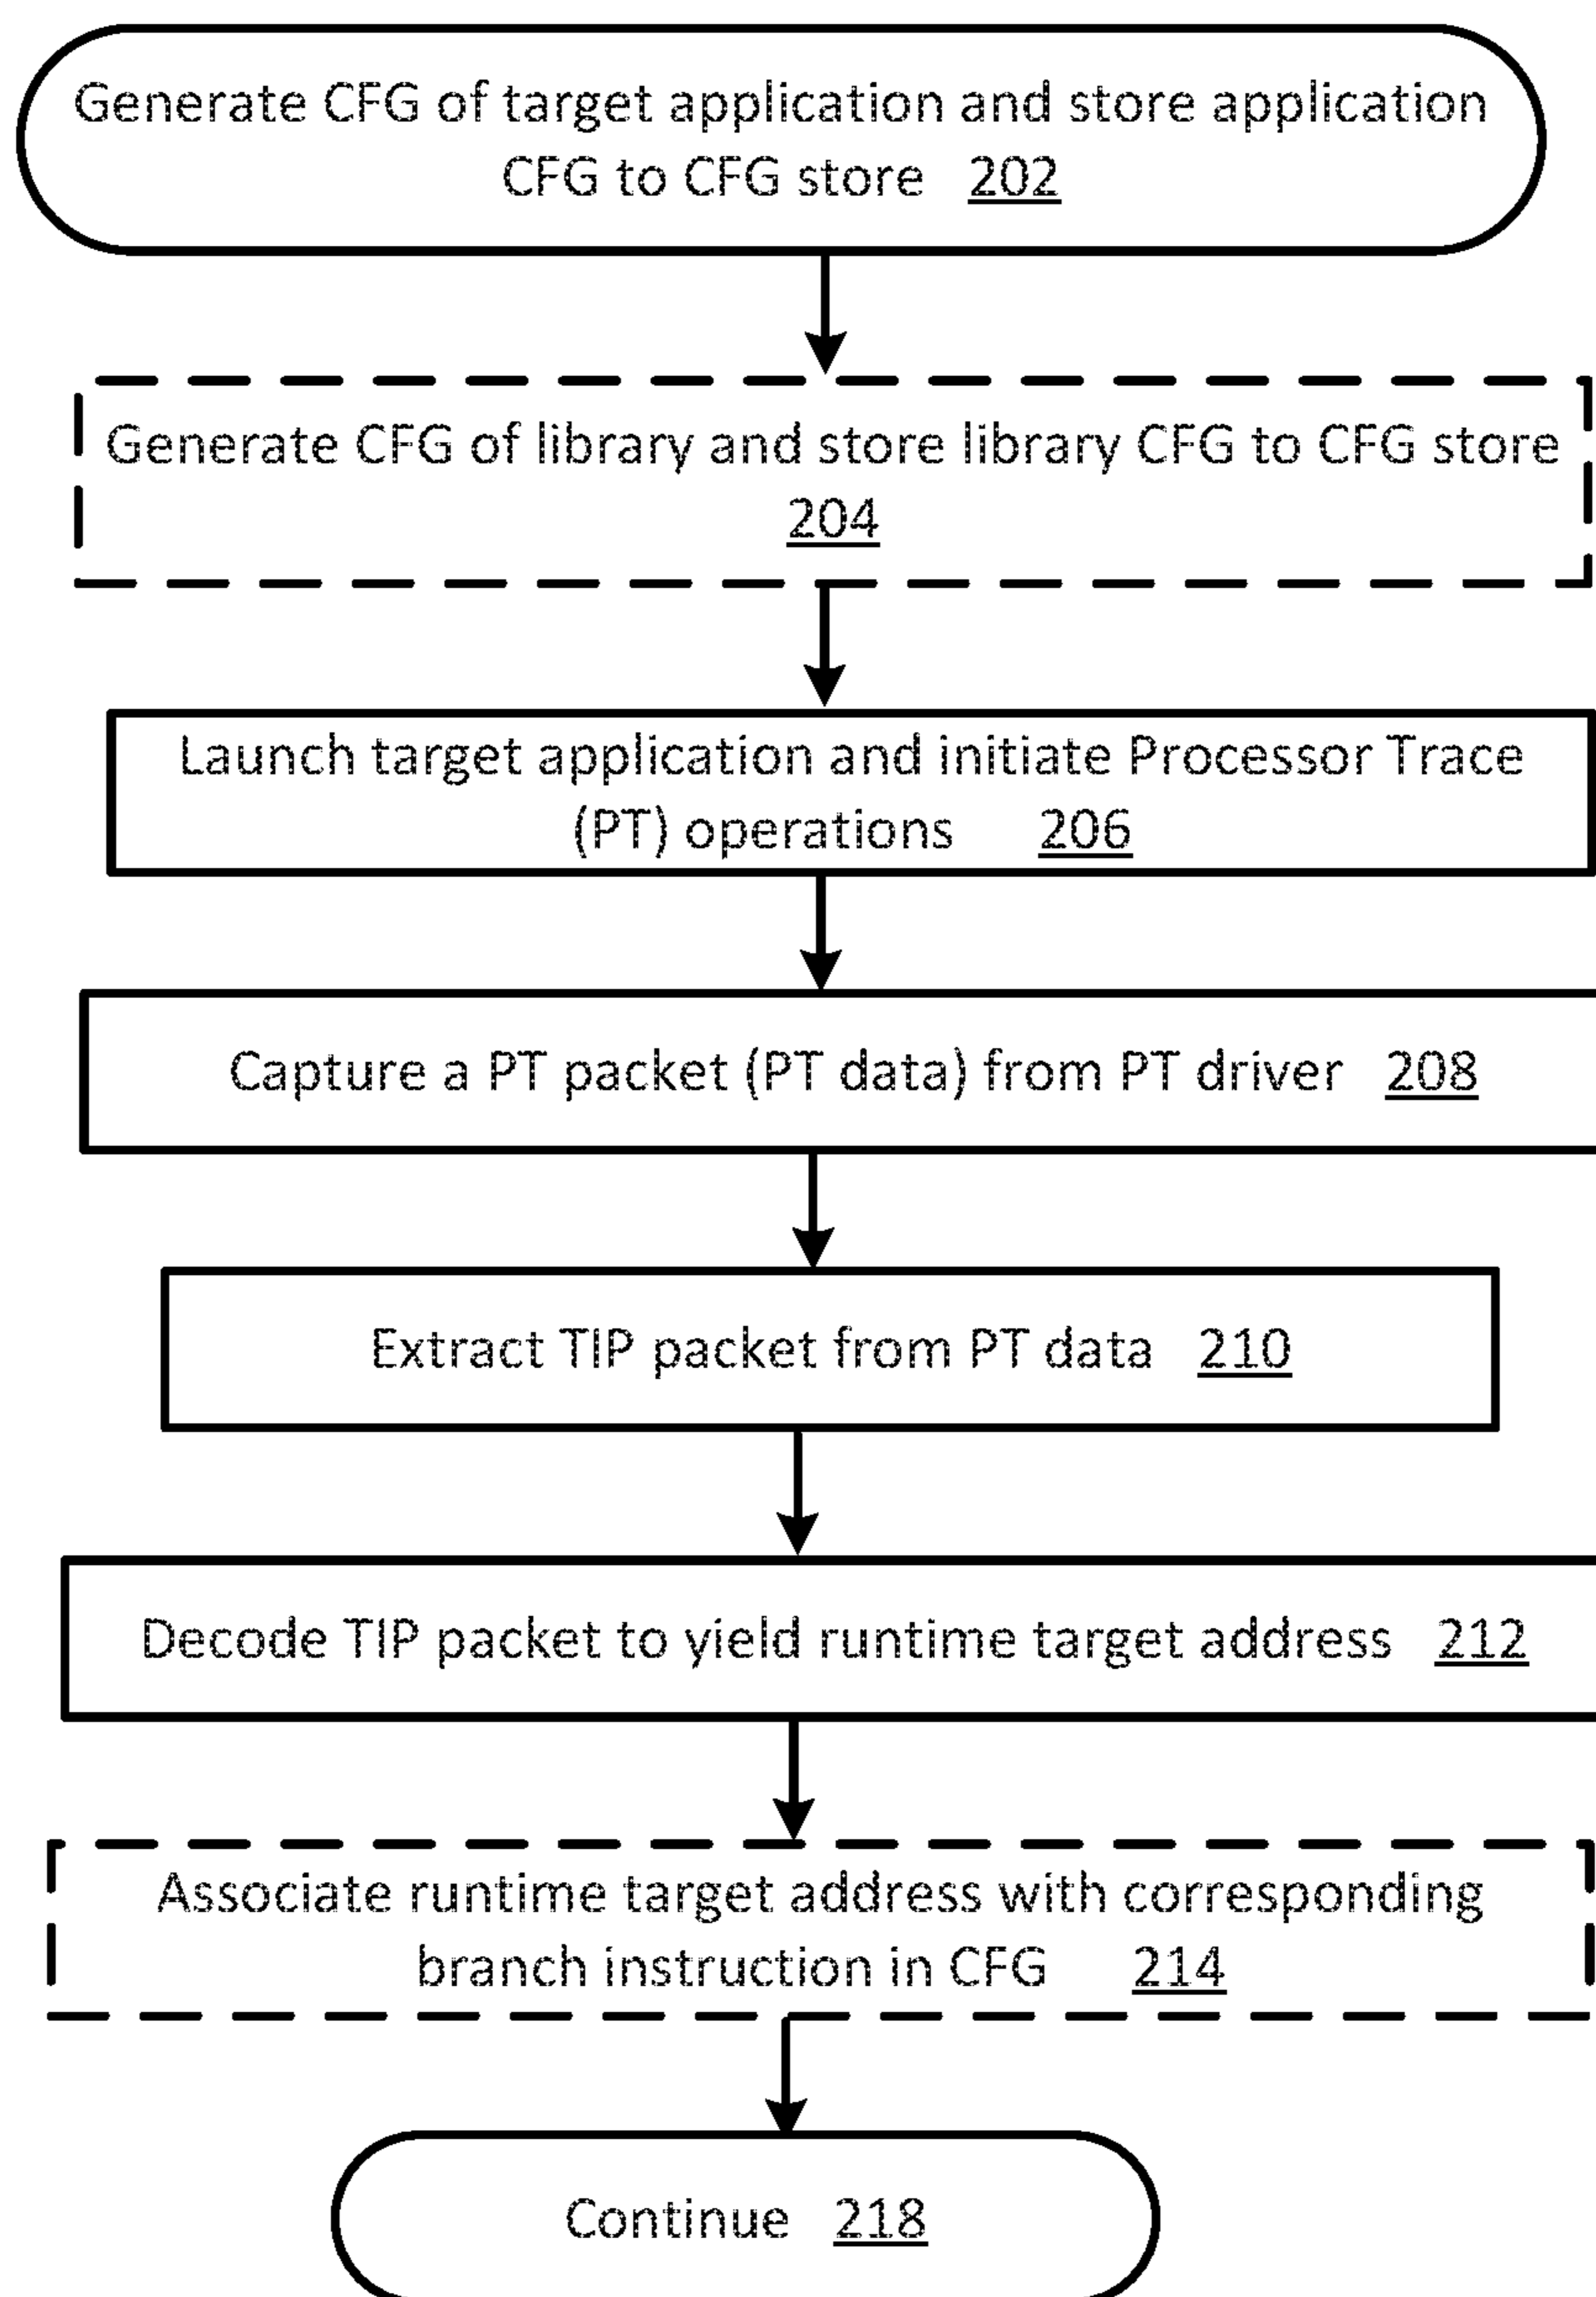 Generate CFG of target application and store application
CFG to CFG store 202
Generate CFG of library and store library CFG to CFG store
204
Launch target application and initiate Processor Trace
(PT) operations 206
Capture a PT packet (PT data) from PT driver 208
Extract TIP packet from PT data 210
Decode TIP packet to yield runtime target address 212
Associate runtime target address with corresponding
branch instruction in CFG 214
Continue 218